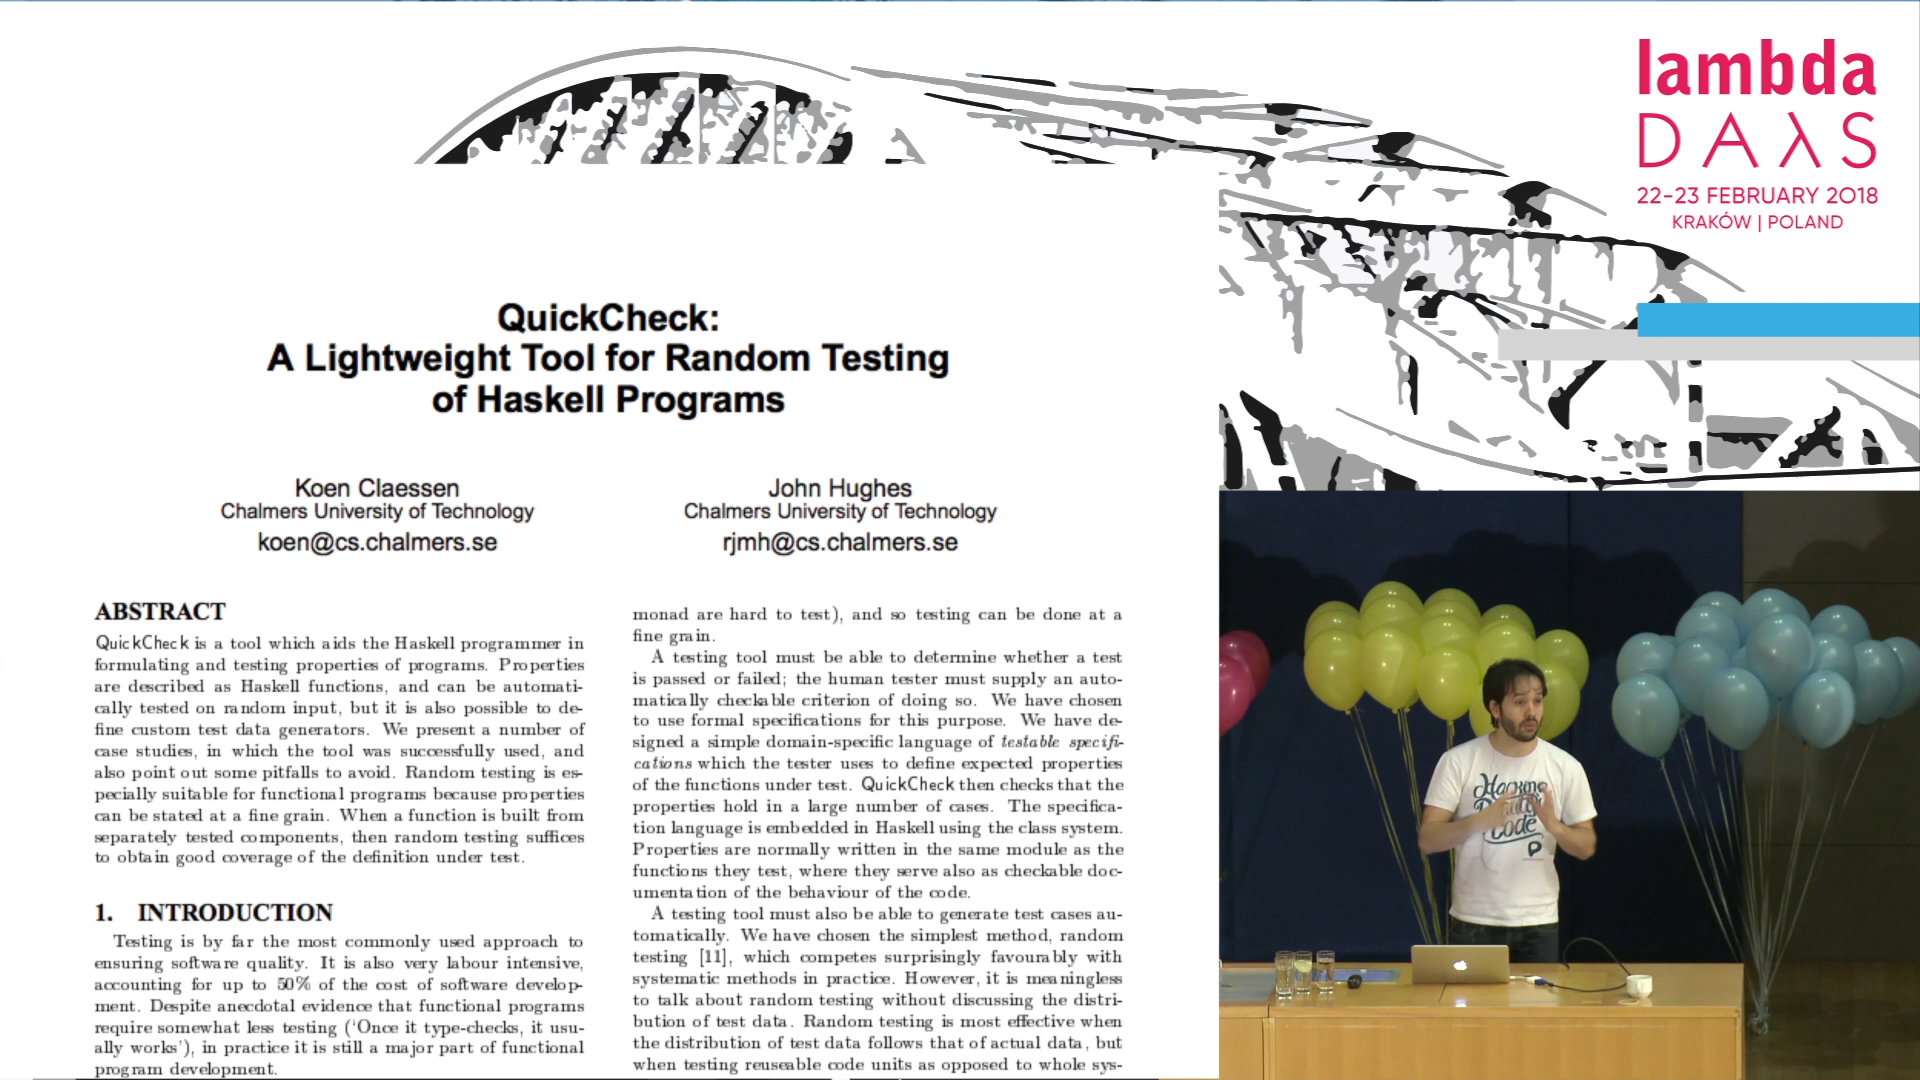 lambda
DAλS
22-23 FEBRUARY 2018
KRAKÓW | POLAND
QuickCheck:
A Lightweight Tool for Random Testing
of Haskell Programs
Koen Claessen
Chalmers University of Technology
koen@cs.chalmers.se
John Hughes
Chalmers University of Technology
rjmh@cs.chalmers.se
ABSTRACT
QuickCheck is a tool which aids the Haskell programmer in
formulating and testing properties of programs. Properties
are described as Haskell functions, and can be automati-
cally tested on random input, but it is also possible to de-
fine custom test data generators. We present a number of
case studies, in which the tool was successfully used, and
also point out some pitfalls to avoid. Random testing is es-
pecially suitable for functional programs because properties
can be stated at a fine grain. When a function is built from
separately tested components, then random testing suffices
to obtain good coverage of the definition under test.
1. INTRODUCTION
Testing is by far the most commonly used approach to
ensuring software quality. It is also very labour intensive,
accounting for up to 50% of the cost of software develop-
ment. Despite anecdotal evidence that functional programs
require somewhat less testing (‘Once it type-checks, it usu-
ally works’), in practice it is still a major part of functional
program development.
monad are hard to test), and so testing can be done at a
fine grain.
A testing tool must be able to determine whether a test
is passed or failed; the human tester must supply an auto-
matically checkable criterion of doing so. We have chosen
to use formal specifications for this purpose. We have de-
signed a simple domain-specific language of testable specifi-
cations which the tester uses to define expected properties
of the functions under test. QuickCheck then checks that the
properties hold in a large number of cases. The specifica-
tion language is embedded in Haskell using the class system.
Properties are normally written in the same module as the
functions they test, where they serve also as checkable doc-
umentation of the behaviour of the code.
A testing tool must also be able to generate test cases au-
tomatically. We have chosen the simplest method, random
testing [11], which competes surprisingly favourably with
systematic methods in practice. However, it is meaningless
to talk about random testing without discussing the distri-
bution of test data. Random testing is most effective when
the distribution of test data follows that of actual data, but
when testing reuseable code units as opposed to whole sys-
Hacking
Code